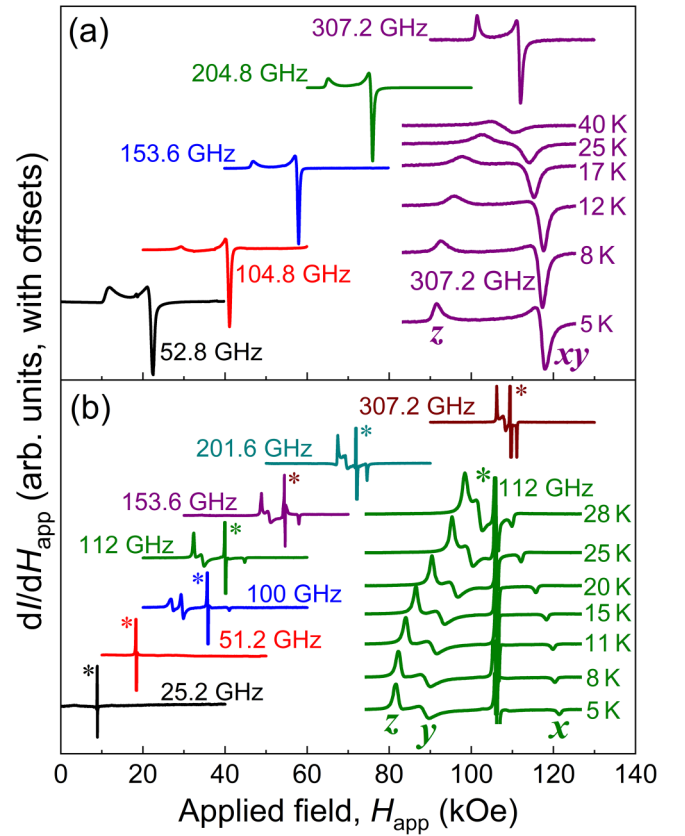 (a)
307.2 GHz
204.8 GHz
153.6 GHz
104.8 GHz
52.8 GHz
40 K
25 K
17 K
12 K
8 K
307.2 GHz
5 K
z
xy
(b)
307.2 GHz
*
201.6 GHz
*
153.6 GHz
*
112 GHz
*
100 GHz
*
51.2 GHz
*
25.2 GHz
*
*
112 GHz
28 K
25 K
20 K
15 K
11 K
8 K
5 K
z
y
x
dI/dHapp (arb. units, with offsets)
0 20 40 60 80 100 120 140
Applied field, Happ (kOe)